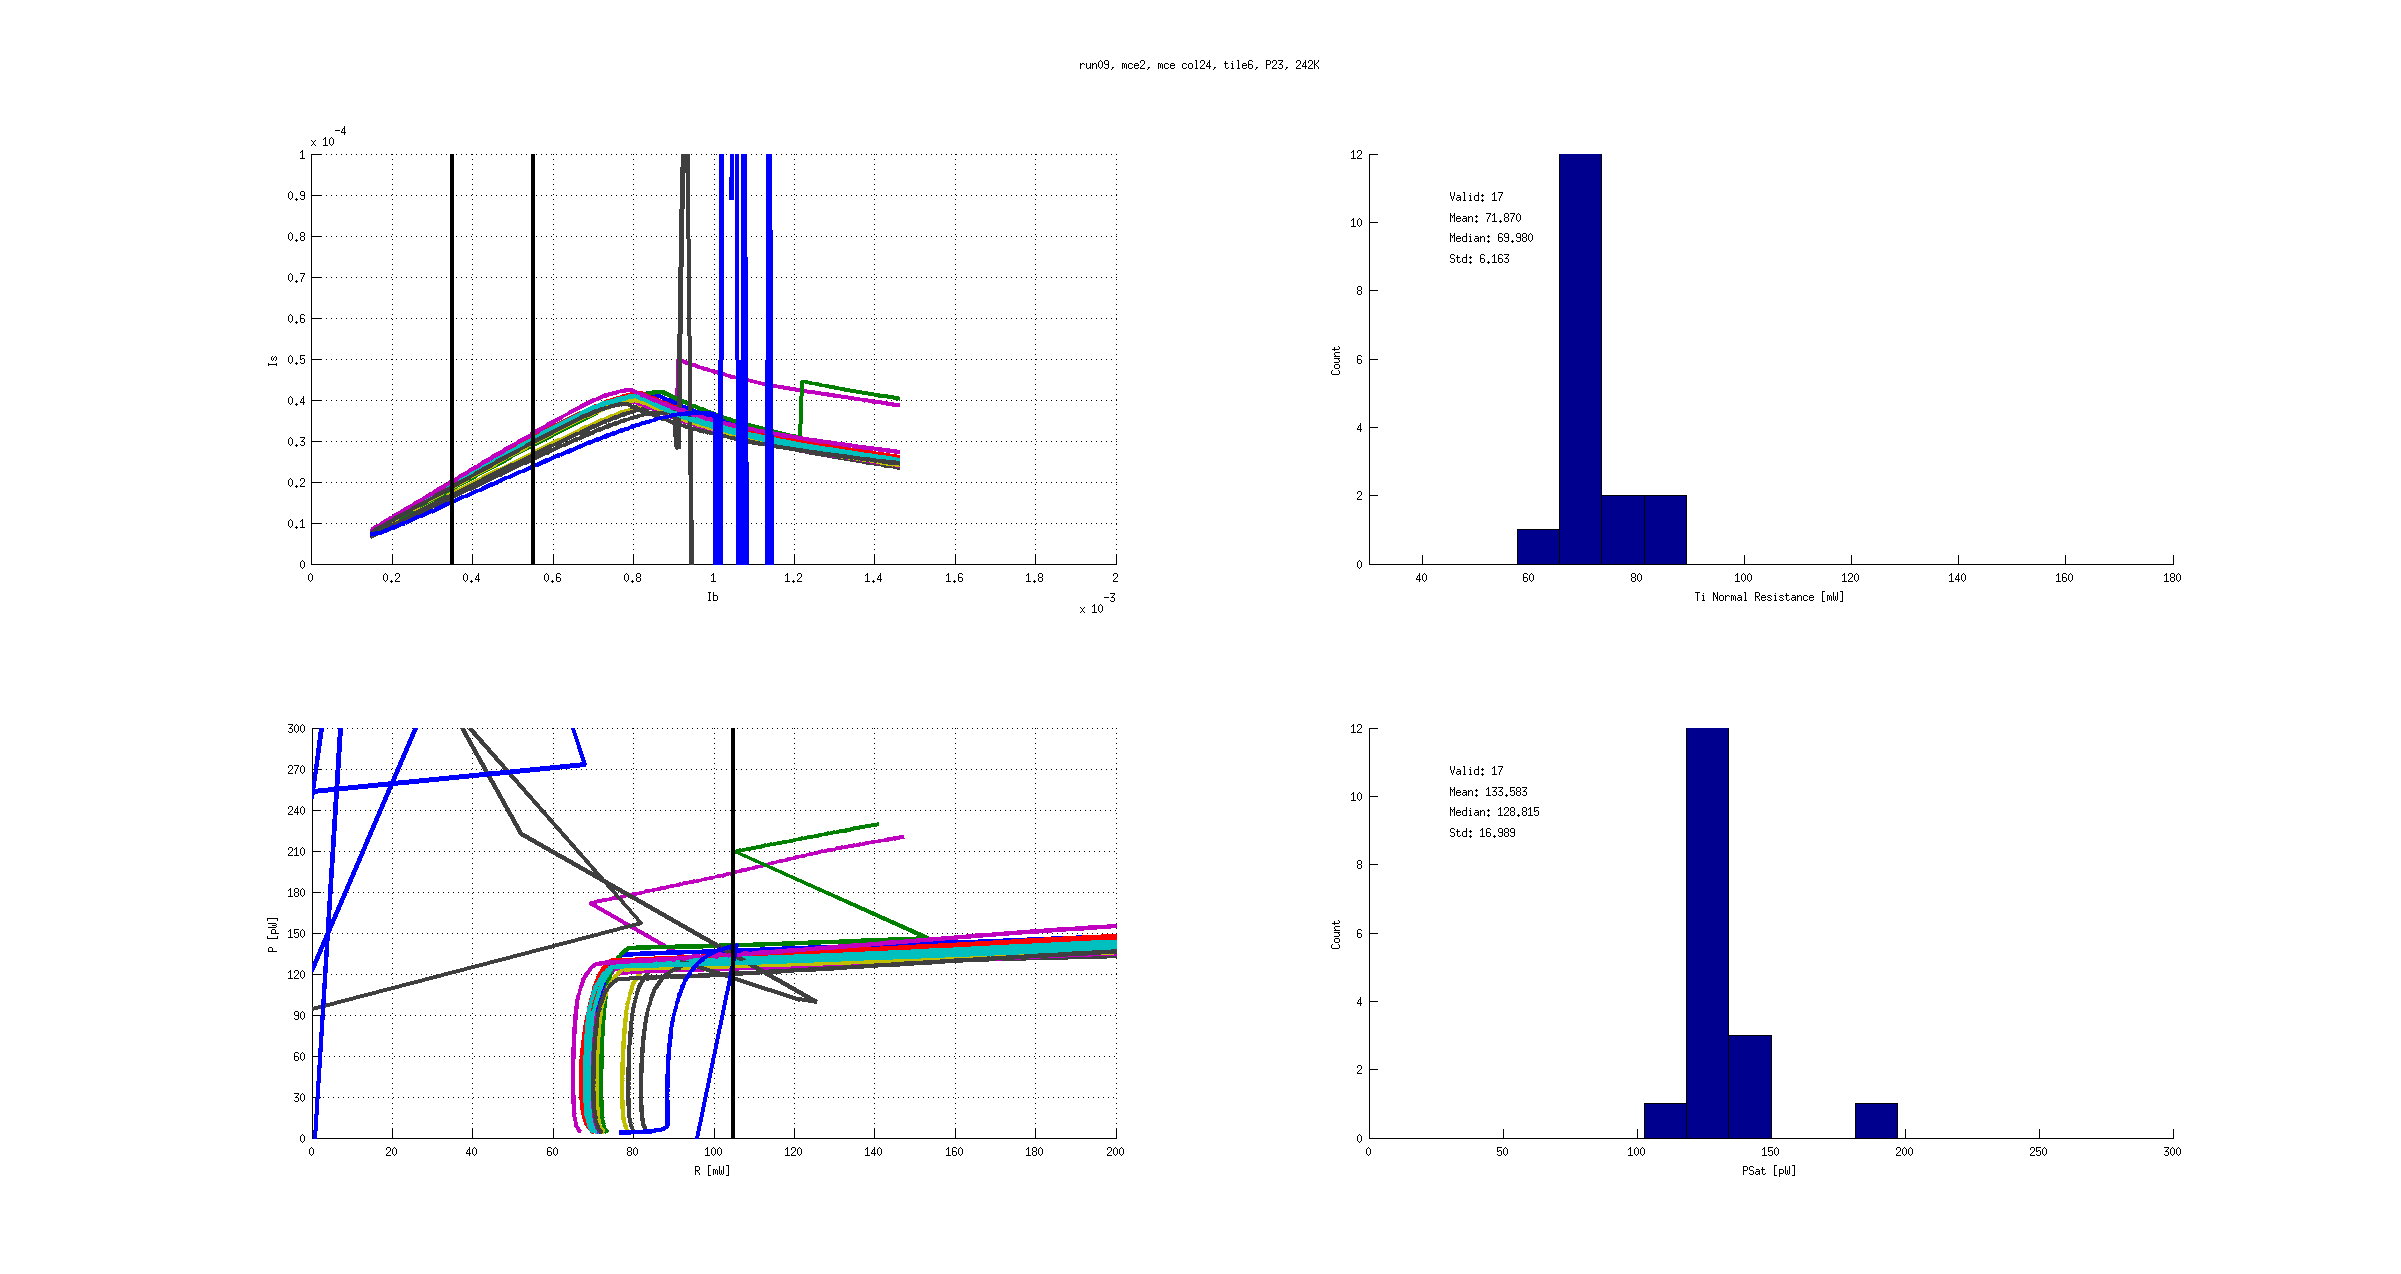 run09, mce2, mce col24, tile6, P23, 242K
x 10^-4
1
0.9
0.8
0.7
0.6
0.5
0.4
0.3
0.2
0.1
0
Is
0 0.2 0.4 0.6 0.8 1 1.2 1.4 1.6 1.8 2
Ib
x 10^-3
12
10
8
6
4
2
0
Count
Valid: 17
Mean: 71.870
Median: 69.980
Std: 6.163
40 60 80 100 120 140 160 180
Ti Normal Resistance [mW]
300
270
240
210
180
150
120
90
60
30
0
P [pW]
0 20 40 60 80 100 120 140 160 180 200
R [mW]
12
10
8
6
4
2
0
Count
Valid: 17
Mean: 133.583
Median: 128.815
Std: 16.989
0 50 100 150 200 250 300
PSat [pW]